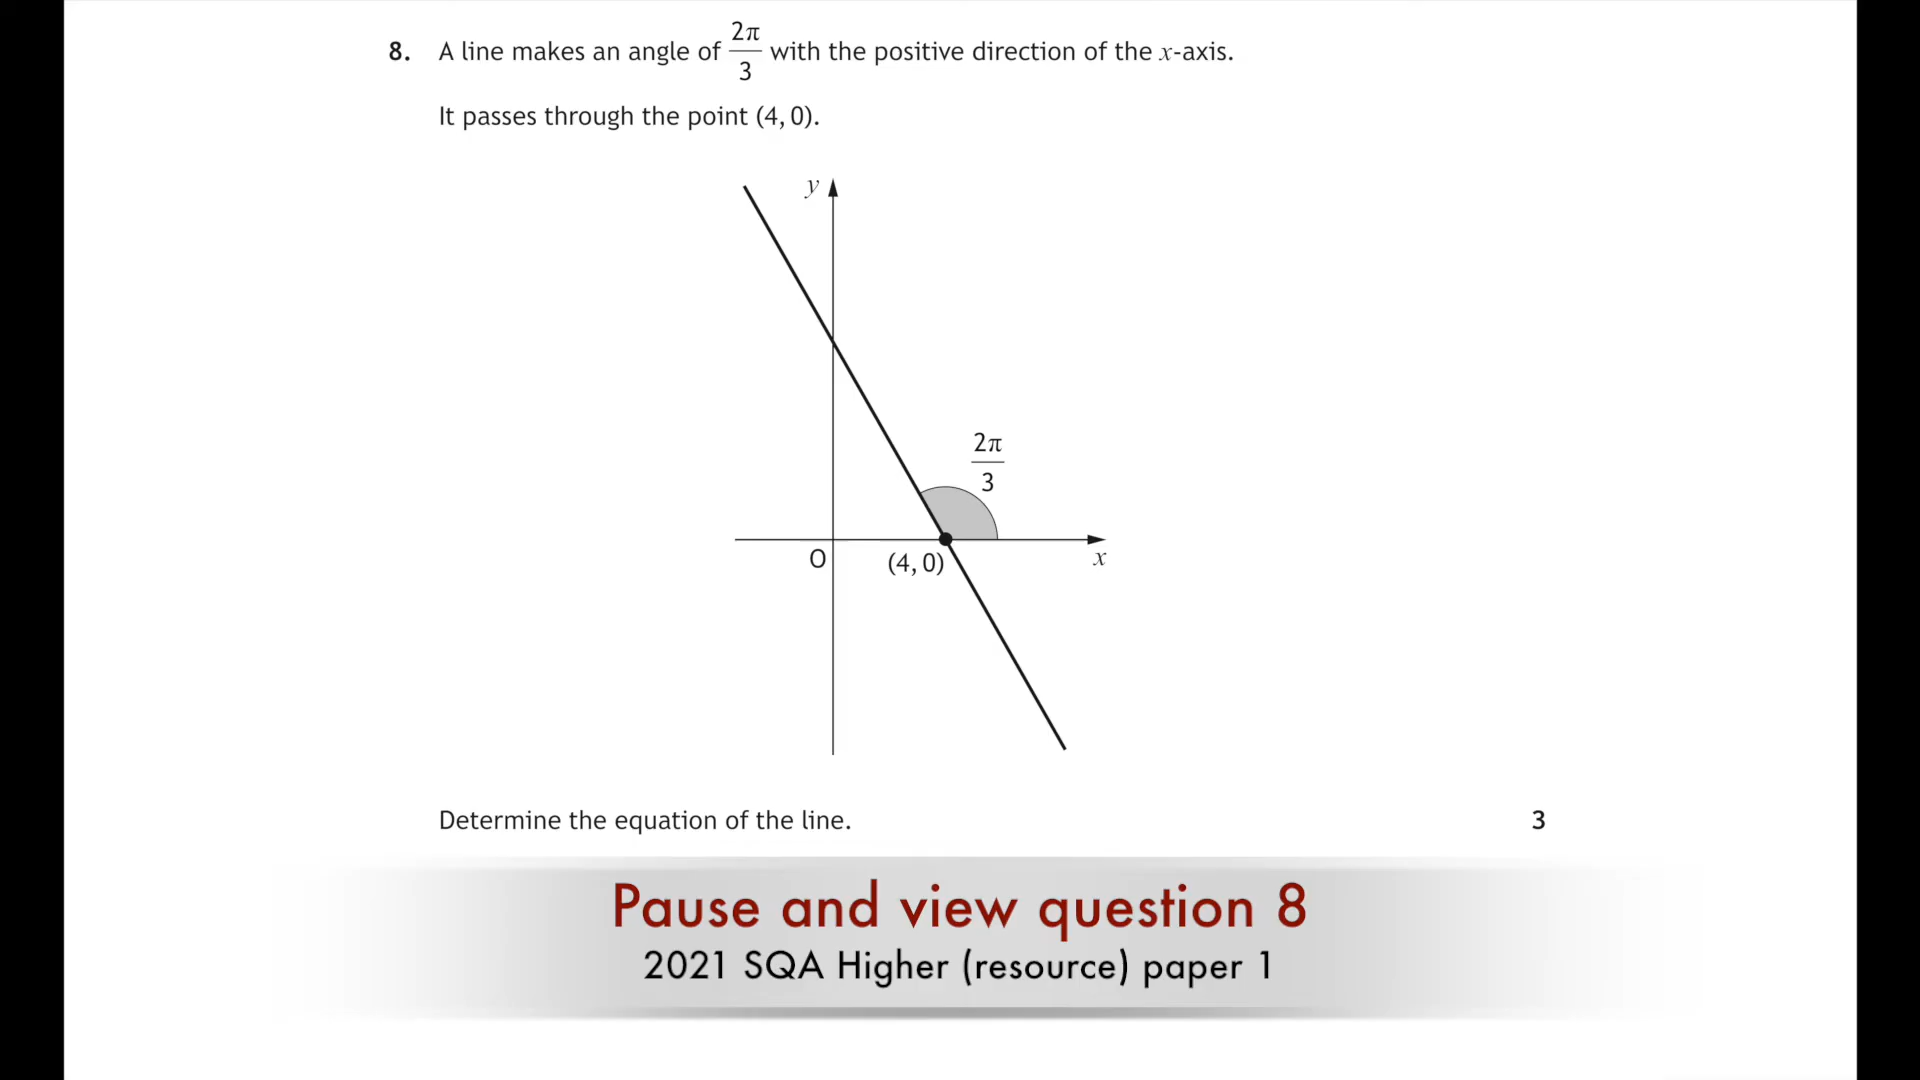 8. A line makes an angle of 2π/3 with the positive direction of the x-axis.
It passes through the point (4, 0).
y
2π
3
O
(4, 0)
x
Determine the equation of the line. 3
Pause and view question 8
2021 SQA Higher (resource) paper 1